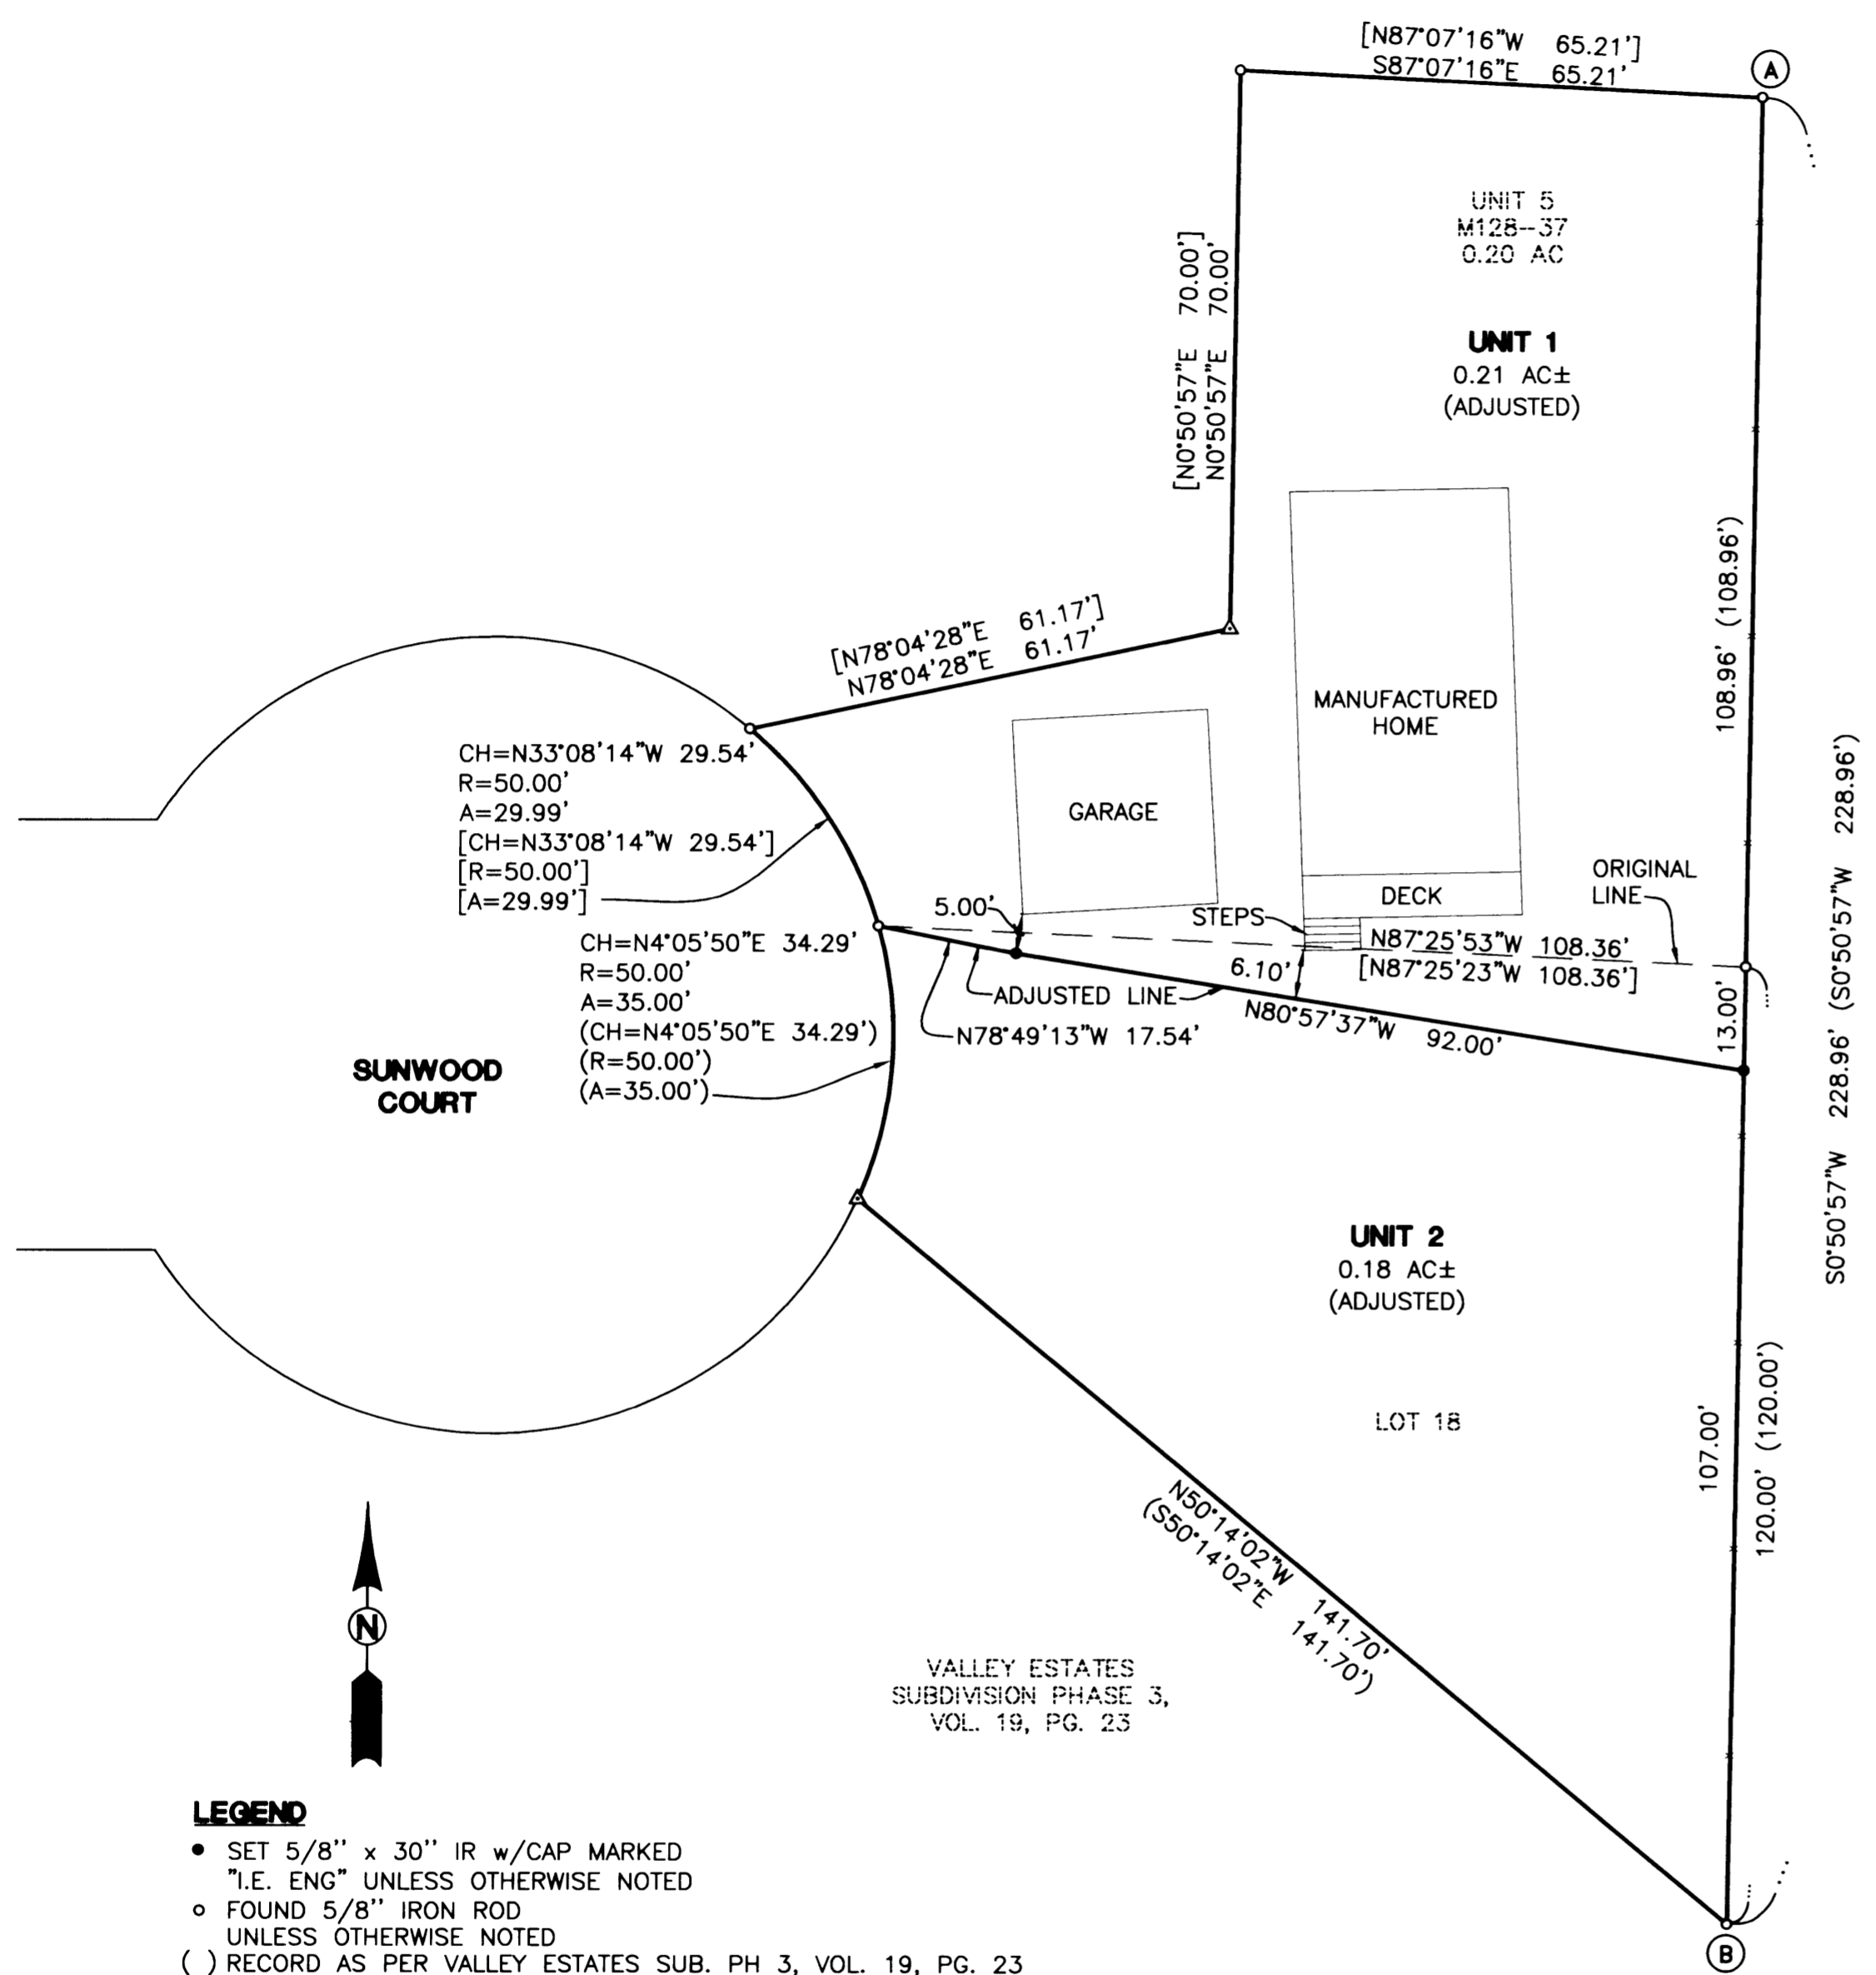 [N87°07'16"W 65.21']
S87°07'16"E 65.21'
A
UNIT 5
M128--37
0.20 AC
UNIT 1
0.21 AC±
(ADJUSTED)
[N0°50'57"E 70.00']
N0°50'57"E 70.00'
108.96' (108.96')
[N78°04'28"E 61.17']
N78°04'28"E 61.17'
MANUFACTURED
HOME
CH=N33°08'14"W 29.54'
R=50.00'
A=29.99'
[CH=N33°08'14"W 29.54']
[R=50.00']
[A=29.99']
GARAGE
ORIGINAL
LINE
DECK
5.00'
STEPS
N87°25'53"W 108.36'
[N87°25'23"W 108.36']
CH=N4°05'50"E 34.29'
R=50.00'
A=35.00'
(CH=N4°05'50"E 34.29')
(R=50.00')
(A=35.00')
6.10'
ADJUSTED LINE
N80°57'37"W 92.00'
N78°49'13"W 17.54'
13.00'
S0°50'57"W 228.96' (S0°50'57"W 228.96')
SUNWOOD
COURT
UNIT 2
0.18 AC±
(ADJUSTED)
LOT 18
107.00'
120.00' (120.00')
N50°14'02"W 141.70'
(S50°14'02"E 141.70')
N
VALLEY ESTATES
SUBDIVISION PHASE 3,
VOL. 19, PG. 23
LEGEND
● SET 5/8'' x 30'' IR w/CAP MARKED
"I.E. ENG" UNLESS OTHERWISE NOTED
○ FOUND 5/8'' IRON ROD
UNLESS OTHERWISE NOTED
( ) RECORD AS PER VALLEY ESTATES SUB. PH 3, VOL. 19, PG. 23
B